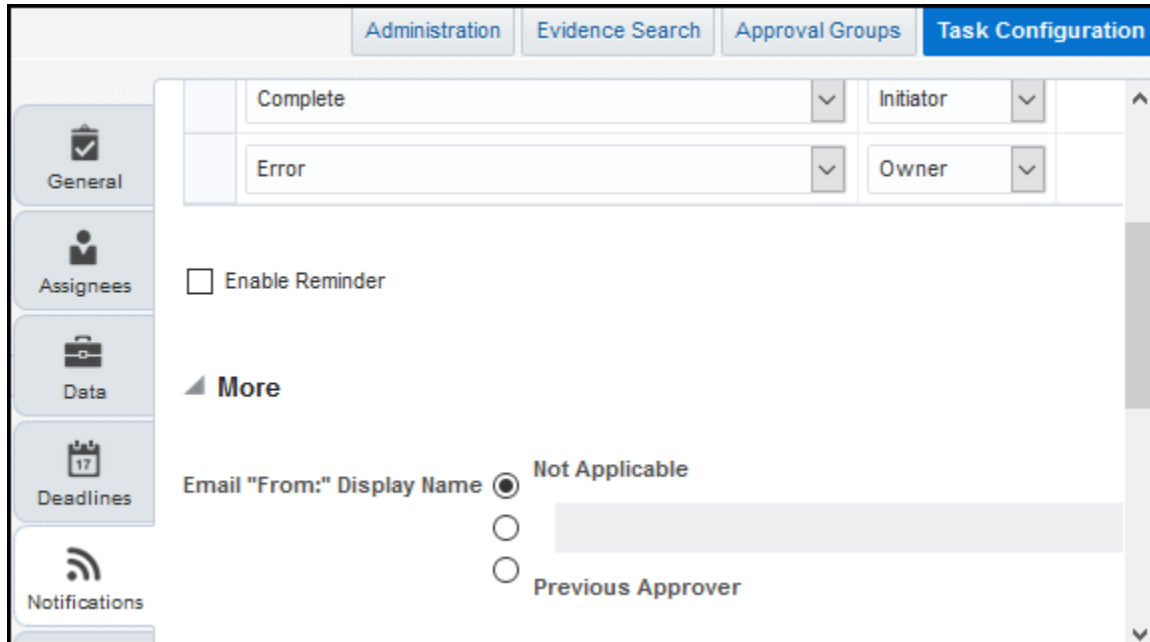 Administration
Evidence Search
Approval Groups
Task Configuration
Complete
Initiator
Error
Owner
General
Assignees
Enable Reminder
Data
More
17
Deadlines
Email "From:" Display Name
Not Applicable
Previous Approver
Notifications